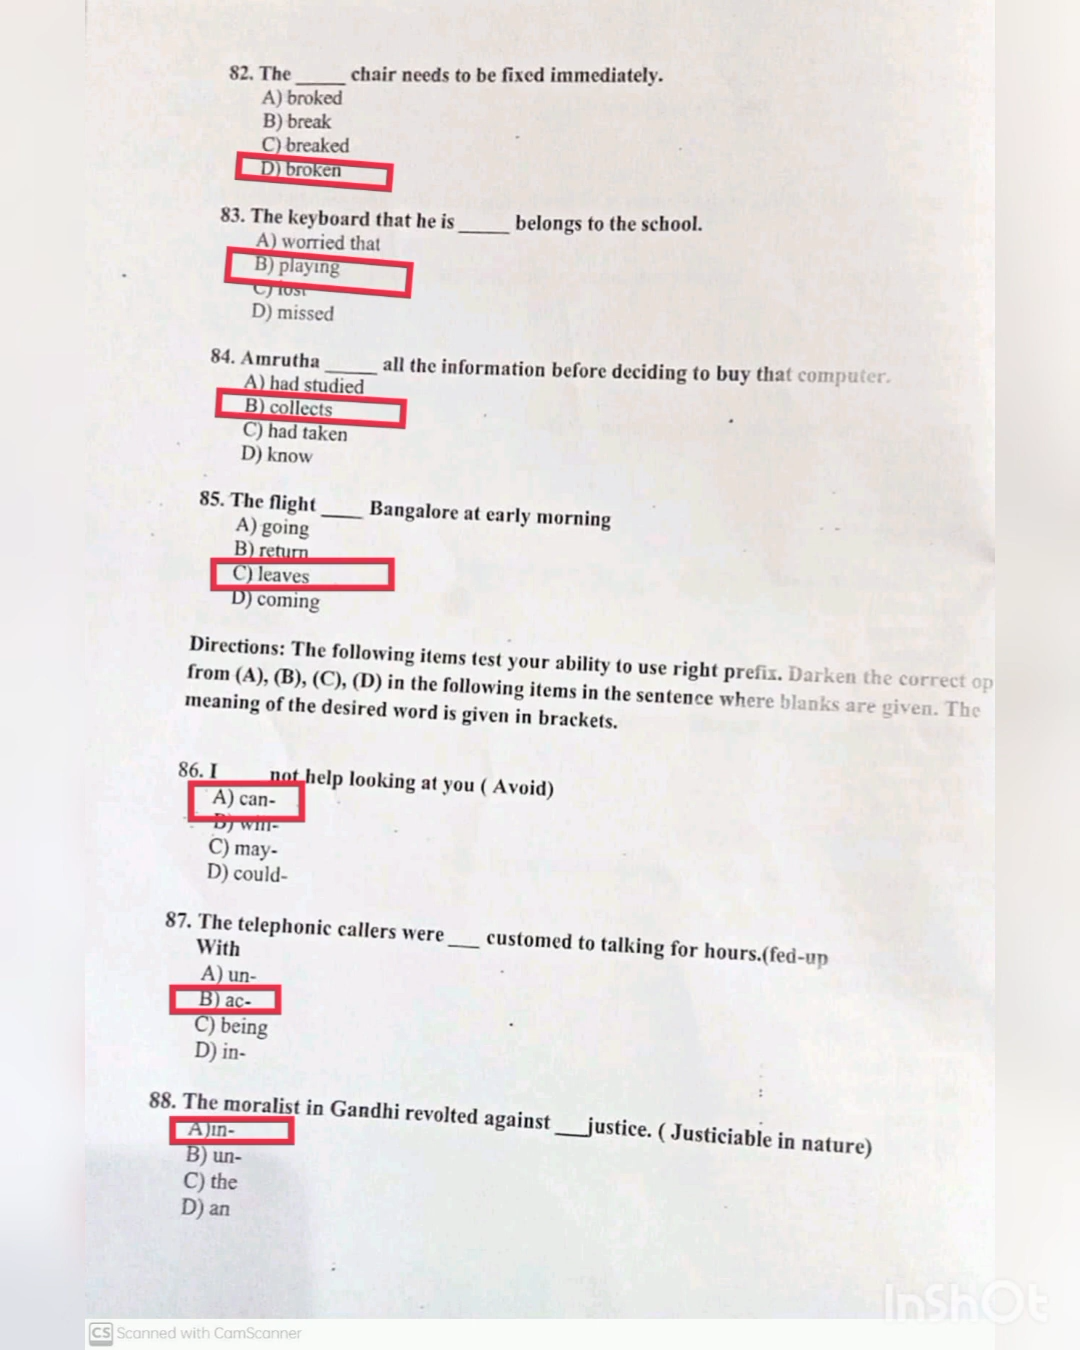 82. The _____ chair needs to be fixed immediately.
A) broked
B) break
C) breaked
D) broken
83. The keyboard that he is _____ belongs to the school.
A) worried that
B) playing
C) lost
D) missed
84. Amrutha _____ all the information before deciding to buy that computer.
A) had studied
B) collects
C) had taken
D) know
85. The flight ____ Bangalore at early morning
A) going
B) return
C) leaves
D) coming
Directions: The following items test your ability to use right prefix. Darken the correct op
from (A), (B), (C), (D) in the following items in the sentence where blanks are given. The
meaning of the desired word is given in brackets.
86. I not help looking at you ( Avoid)
A) can-
B) will-
C) may-
D) could-
87. The telephonic callers were ___ customed to talking for hours.(fed-up
With
A) un-
B) ac-
C) being
D) in-
88. The moralist in Gandhi revolted against ___justice. ( Justiciable in nature)
A)in-
B) un-
C) the
D) an
InShOt
CS Scanned with CamScanner